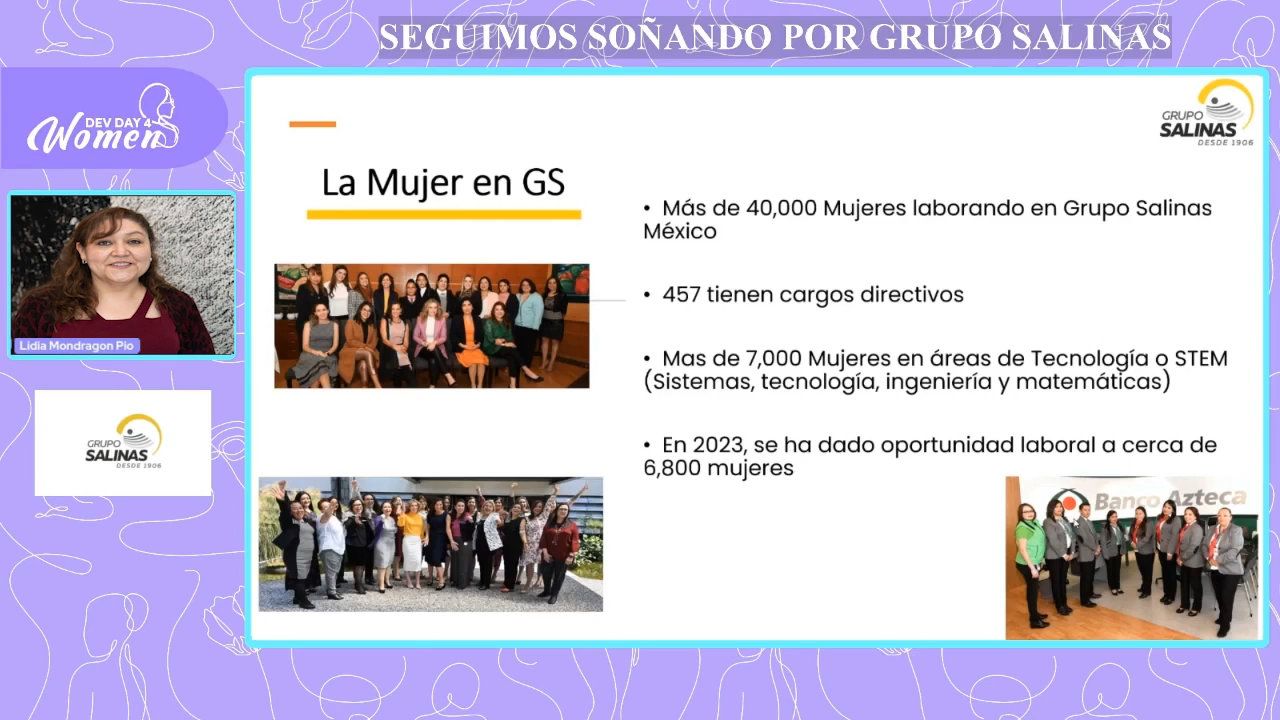 SEGUIMOS SOÑANDO POR GRUPO SALINAS
DEV DAY 4
Women
GRUPO
SALINAS
DESDE 1906
La Mujer en GS
• Más de 40,000 Mujeres laborando en Grupo Salinas
México
• 457 tienen cargos directivos
• Mas de 7,000 Mujeres en áreas de Tecnología o STEM
(Sistemas, tecnología, ingeniería y matemáticas)
• En 2023, se ha dado oportunidad laboral a cerca de
6,800 mujeres
Banco Azteca
Lidia Mondragon Pio
GRUPO
SALINAS
DESDE 1906